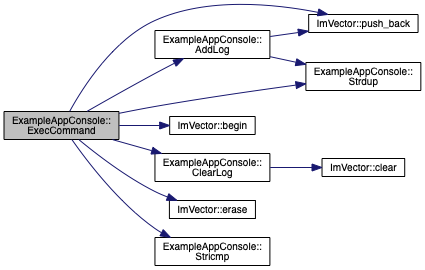 ExampleAppConsole::
ExecCommand
ExampleAppConsole::
AddLog
ImVector::push_back
ExampleAppConsole::
Strdup
ImVector::begin
ExampleAppConsole::
ClearLog
ImVector::clear
ImVector::erase
ExampleAppConsole::
Stricmp